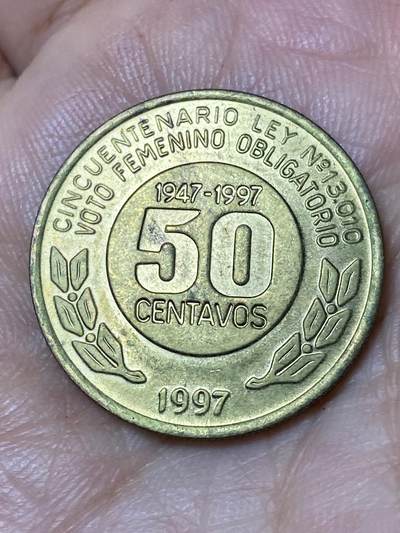 CINCUENTENARIO LEY Nº13.010
VOTO FEMENINO OBLIGATORIO
1947-1997
50
CENTAVOS
1997